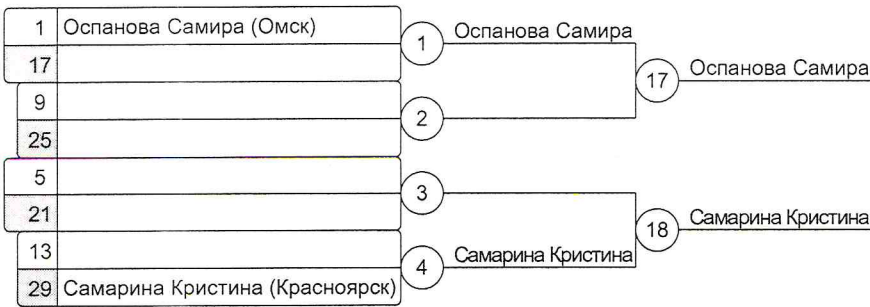 1 Оспанова Самира (Омск)
17
1 Оспанова Самира
9
25
2
17 Оспанова Самира
5
21
3
13
29 Самарина Кристина (Красноярск)
4 Самарина Кристина
18 Самарина Кристина